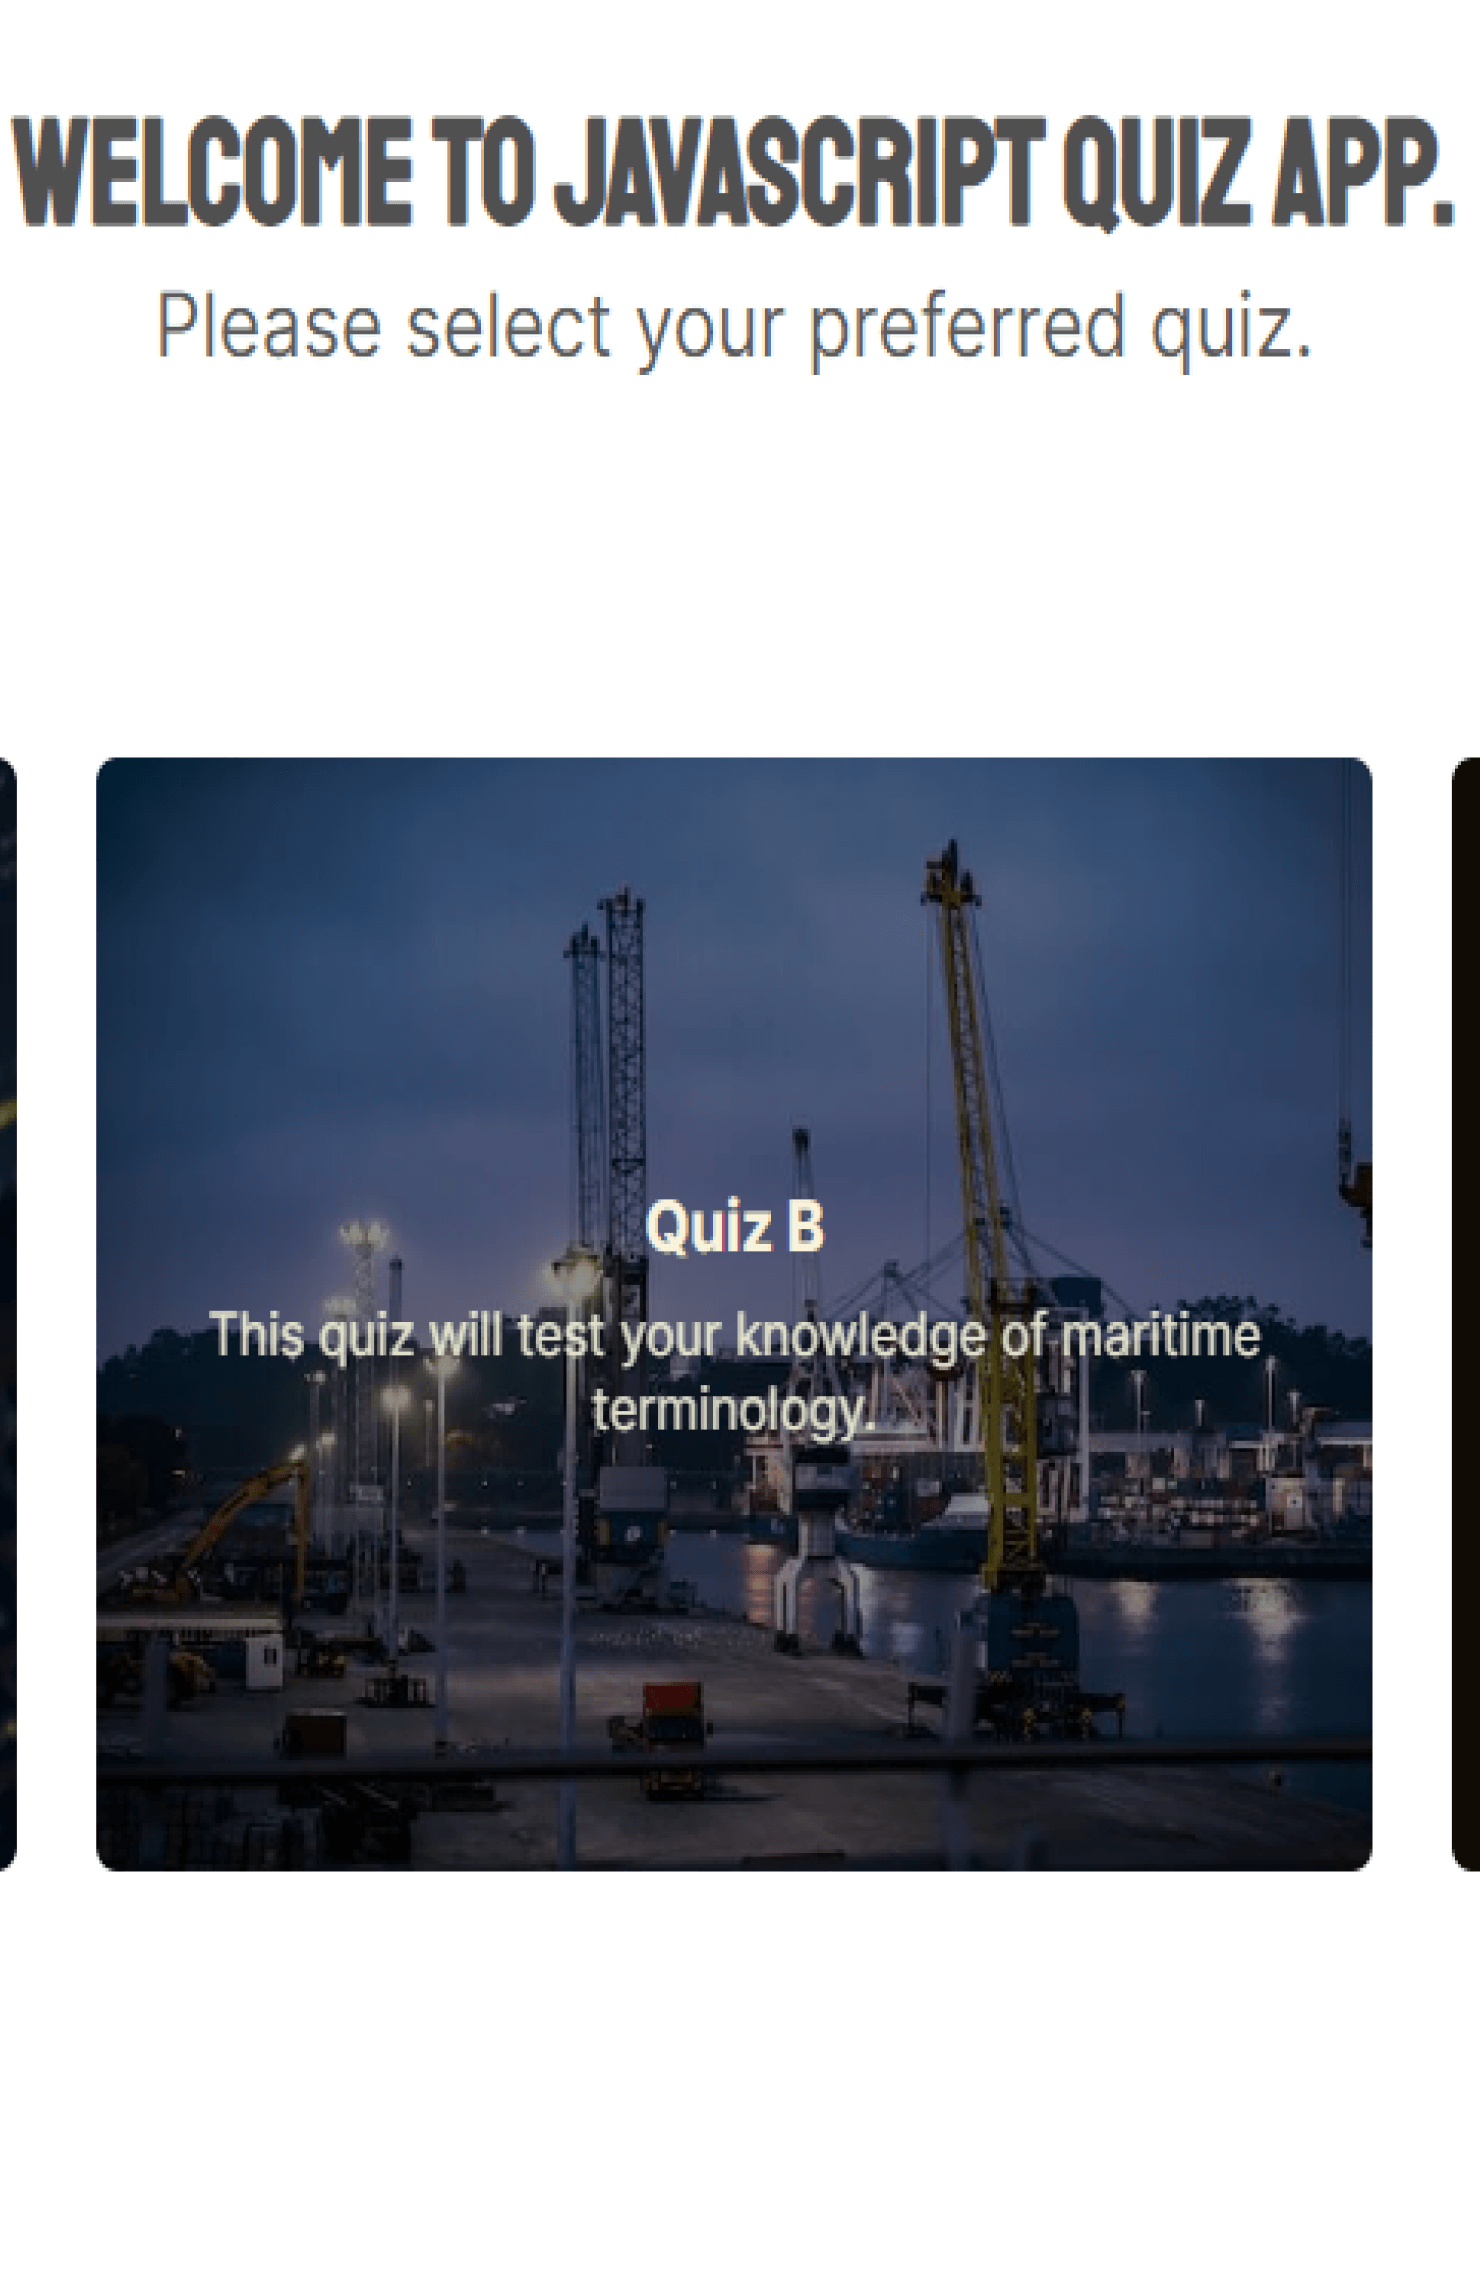 WELCOME TO JAVASCRIPT QUIZ APP.
Please select your preferred quiz.
Quiz B
This quiz will test your knowledge of maritime
terminology.